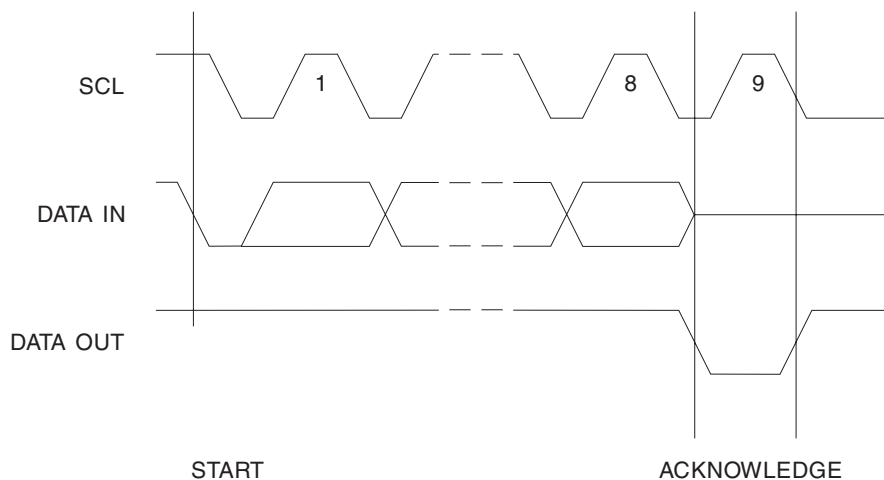 SCL
1
8
9
DATA IN
DATA OUT
START
ACKNOWLEDGE